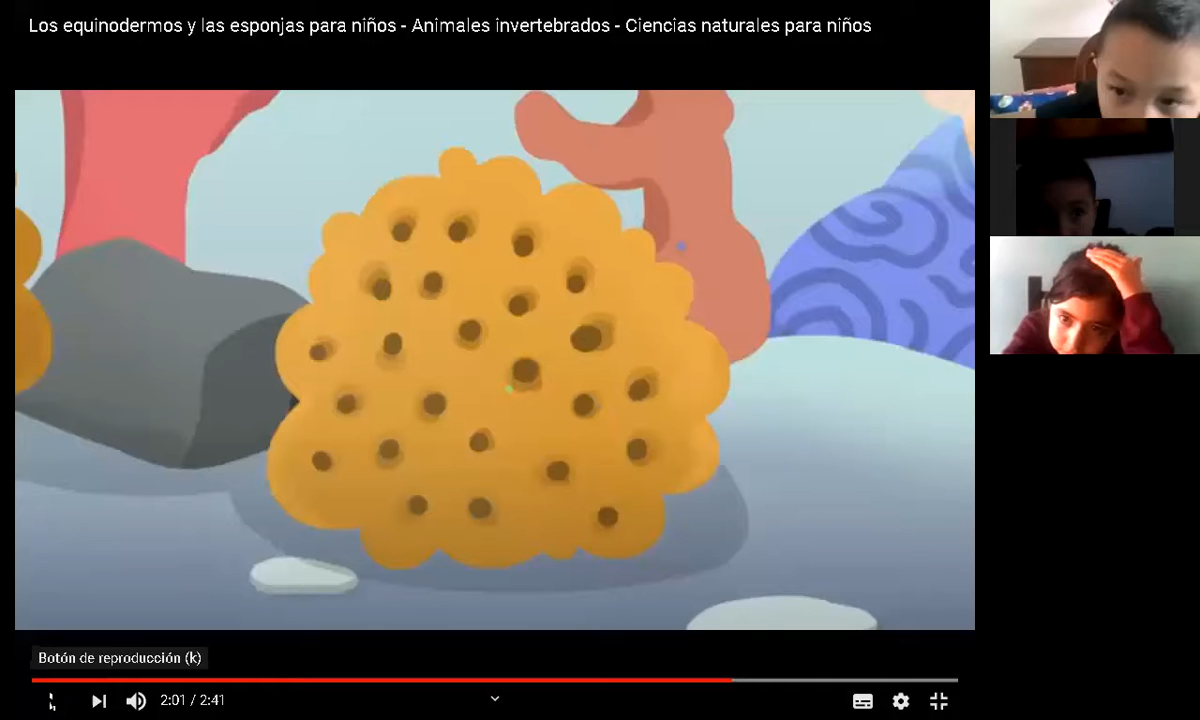 Los equinodermos y las esponjas para niños - Animales invertebrados - Ciencias naturales para niños
Botón de reproducción (k)
2:01 / 2:41